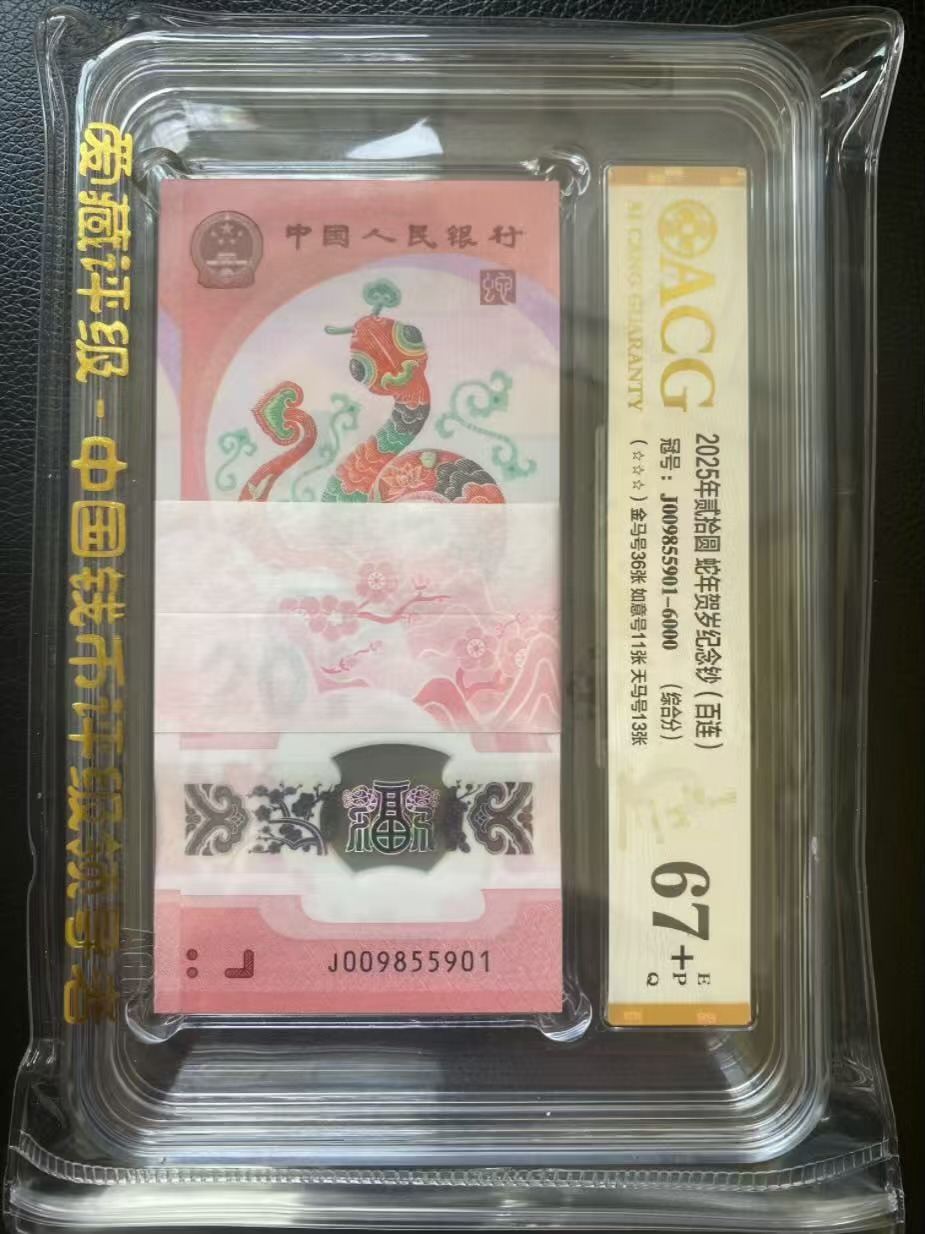 爱藏评级-中国钱币评级领导者
中国人民银行
蛇
福
J009855901
ACG
AI CANG GUARANTY
2025年贰拾圆 蛇年贺岁纪念钞（百连）
冠号：J009855901-6000 （综合分）
（☆☆☆）金马号36张 如意号11张 天马号13张
67+
E
P
Q